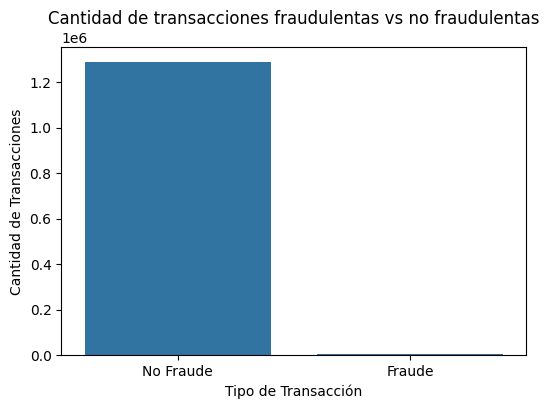 Cantidad de transacciones fraudulentas vs no fraudulentas
1e6
1.2
1.0
0.8
0.6
0.4
0.2
0.0
Cantidad de Transacciones
No Fraude Fraude
Tipo de Transacción